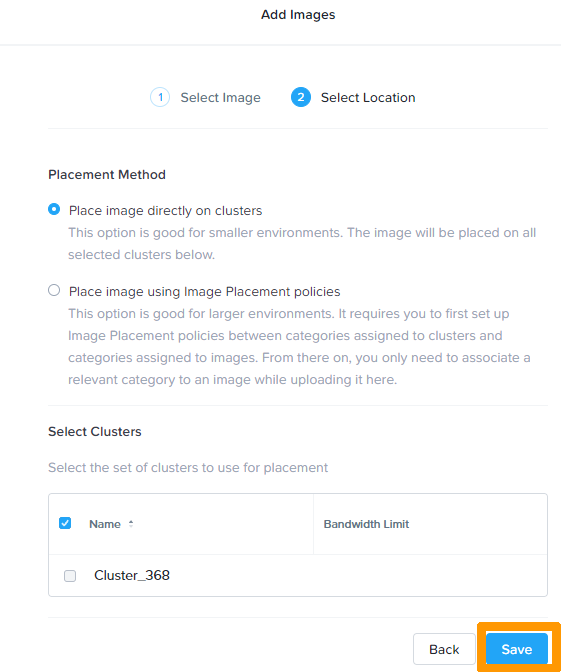 Add Images
1 Select Image 2 Select Location
Placement Method
Place image directly on clusters
This option is good for smaller environments. The image will be placed on all
selected clusters below.
Place image using Image Placement policies
This option is good for larger environments. It requires you to first set up
Image Placement policies between categories assigned to clusters and
categories assigned to images. From there on, you only need to associate a
relevant category to an image while uploading it here.
Select Clusters
Select the set of clusters to use for placement
Name Bandwidth Limit
Cluster_368
Back Save